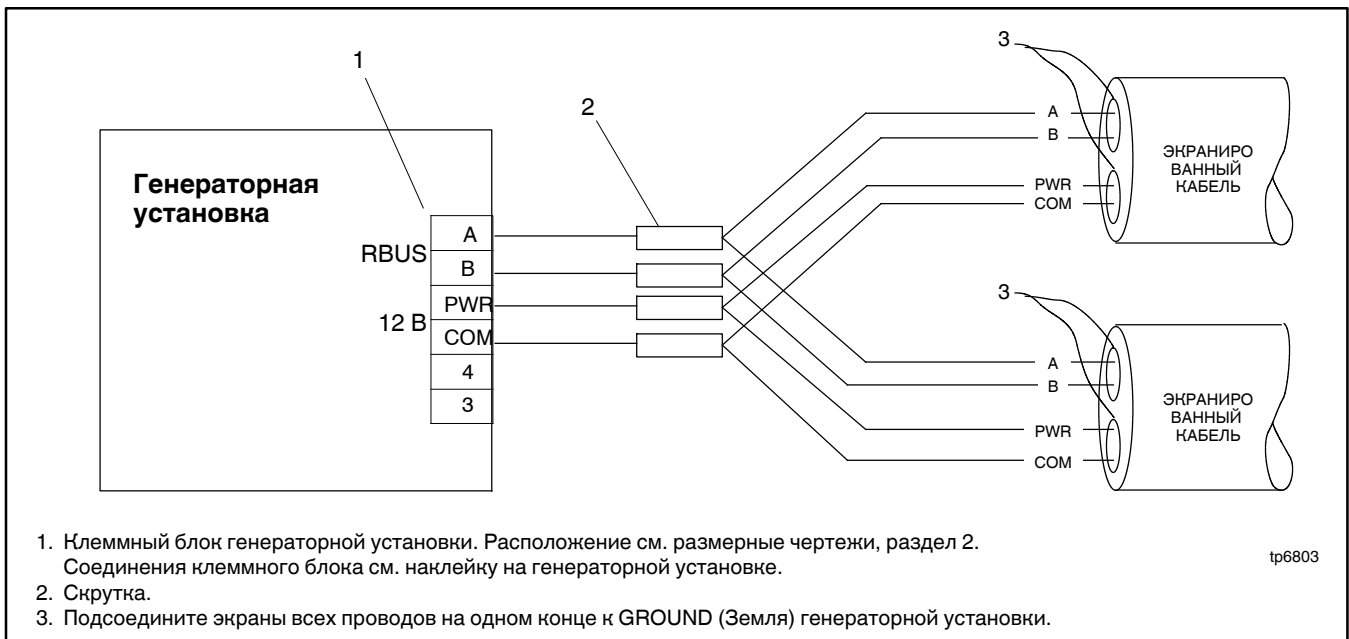 1
2
3
A
B
PWR
COM
ЭКРАНИРО
ВАННЫЙ
КАБЕЛЬ
Генераторная
установка
RBUS
12 В
A
B
PWR
COM
4
3
3
A
B
PWR
COM
ЭКРАНИРО
ВАННЫЙ
КАБЕЛЬ
1. Клеммный блок генераторной установки. Расположение см. размерные чертежи, раздел 2.
Соединения клеммного блока см. наклейку на генераторной установке.
2. Скрутка.
3. Подсоедините экраны всех проводов на одном конце к GROUND (Земля) генераторной установки.
tp6803